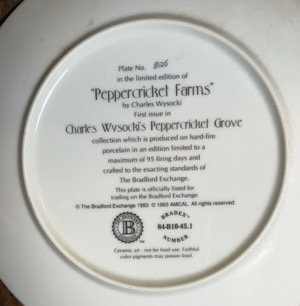 Plate No. 826
in the limited edition of
"Peppercricket Farms"
by Charles Wysocki
First issue in
Charles Wysocki's Peppercricket Grove
collection which is produced on hard-fire
porcelain in an edition limited to a
maximum of 95 firing days and
crafted to the exacting standards of
The Bradford Exchange.
This plate is officially listed for
trading on the Bradford Exchange.
© The Bradford Exchange 1993 © 1993 AMCAL. All rights reserved.
B
BRADEX™
84-B10-45.1
NUMBER
Ceramic art - not for food use. Faithful
color pigments may poison food.